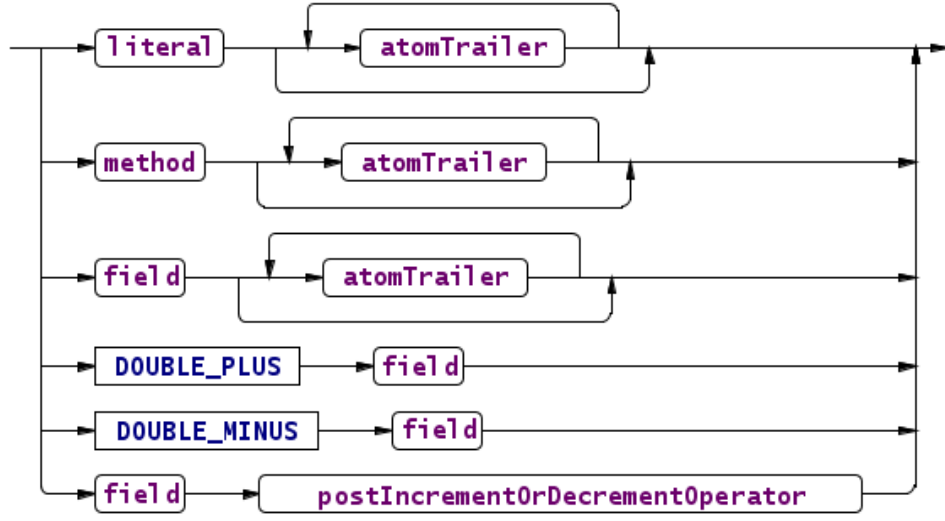 literal atomTrailer
method atomTrailer
field atomTrailer
DOUBLE_PLUS field
DOUBLE_MINUS field
field postIncrementOrDecrementOperator